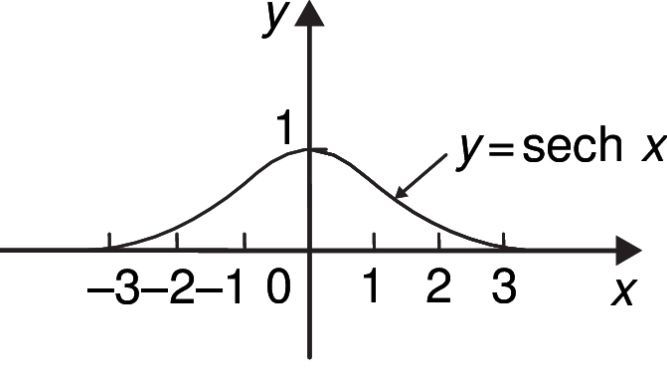 y
1
y=sech x
–3–2–1 0 1 2 3 x